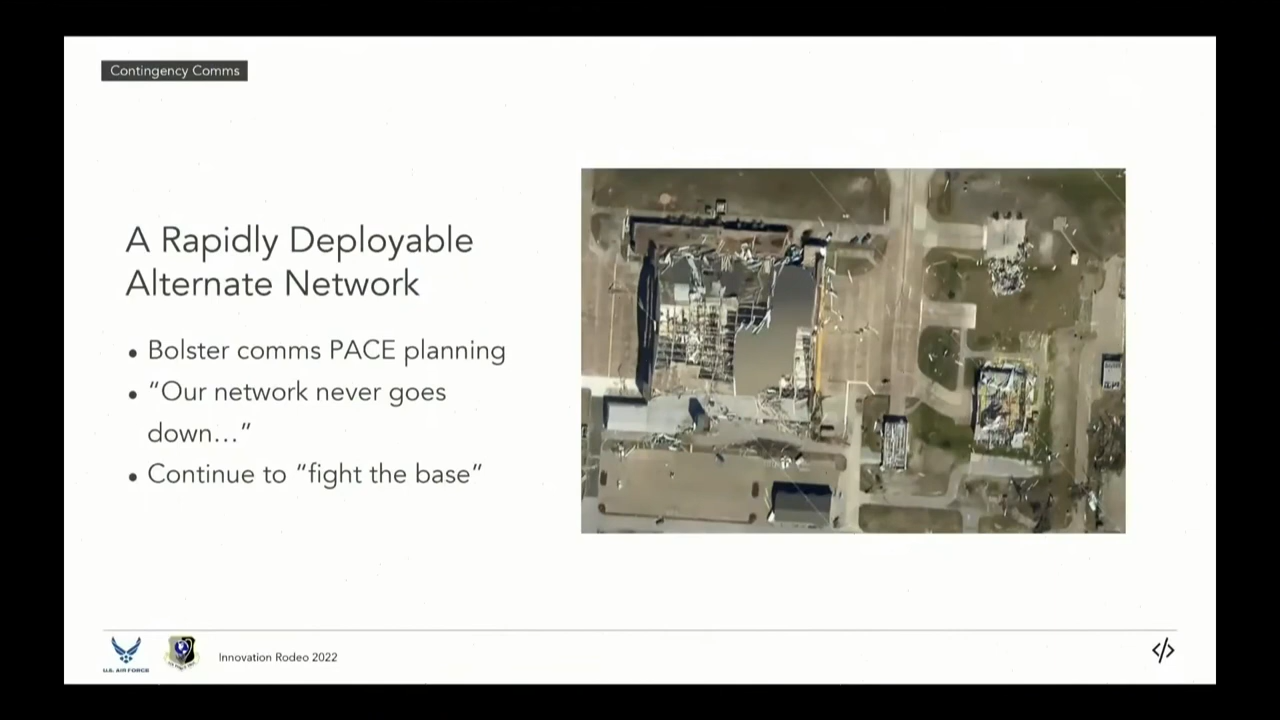 Contingency Comms
A Rapidly Deployable
Alternate Network
• Bolster comms PACE planning
• “Our network never goes
down…”
• Continue to “fight the base”
U.S. AIR FORCE
Innovation Rodeo 2022
</>